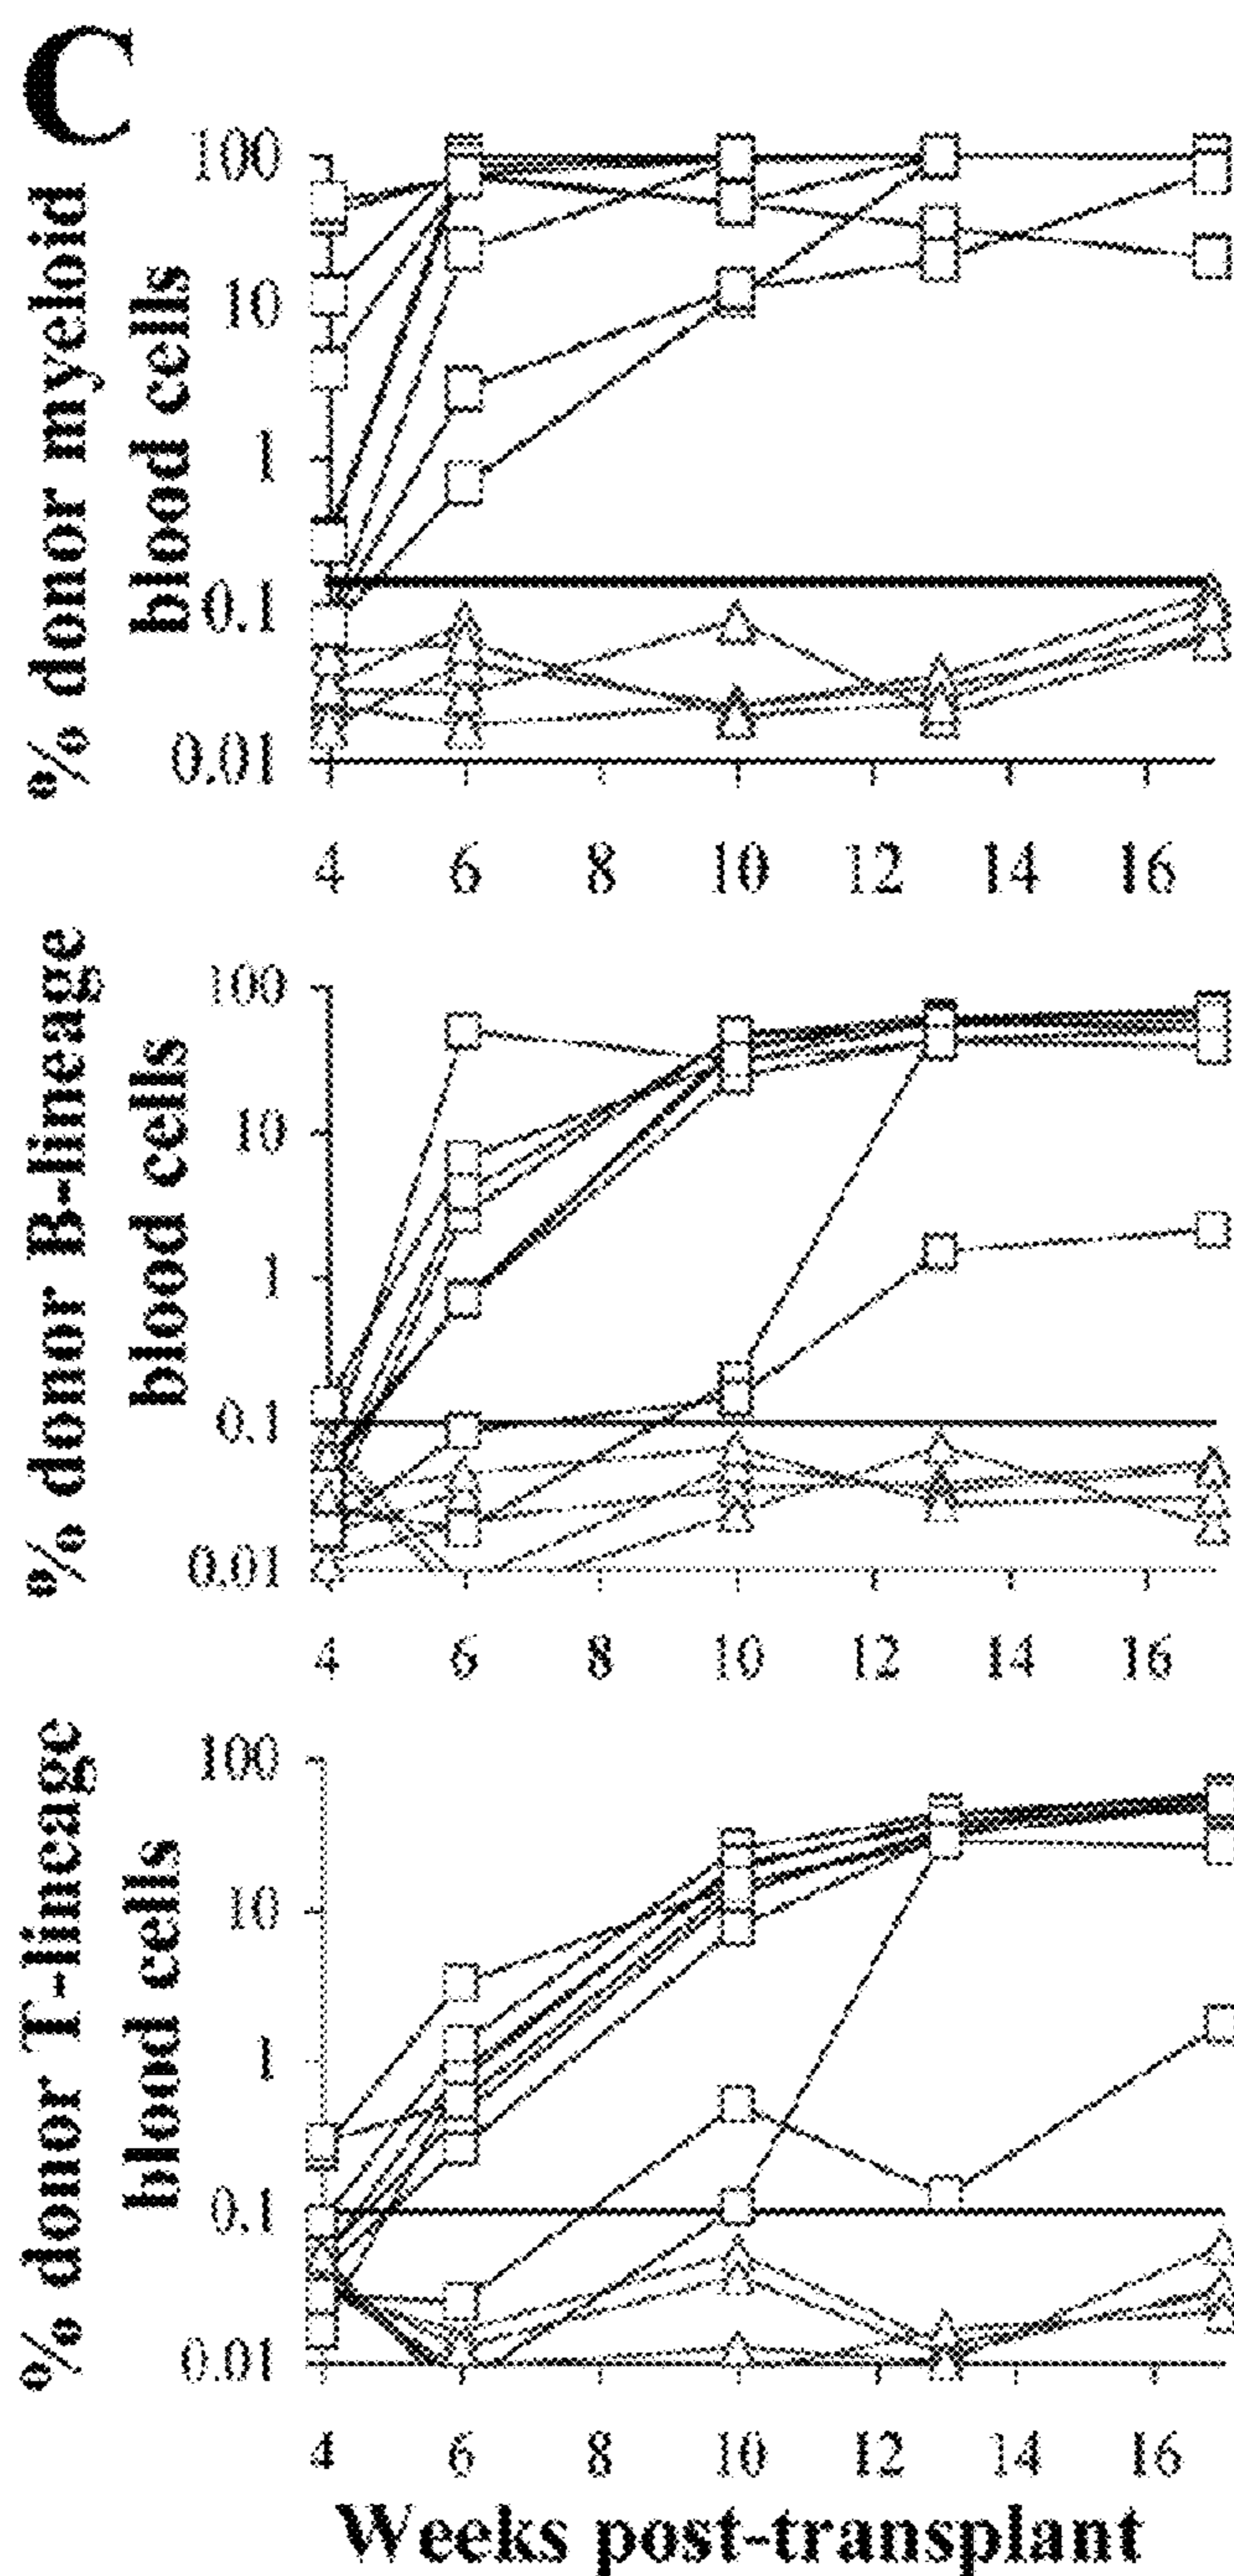 C
% donor myeloid
blood cells
100
10
1
0.1
0.01
4 6 8 10 12 14 16
% donor B-lineage
blood cells
100
10
1
0.1
0.01
4 6 8 10 12 14 16
% donor T-lineage
blood cells
100
10
1
0.1
0.01
4 6 8 10 12 14 16
Weeks post-transplant